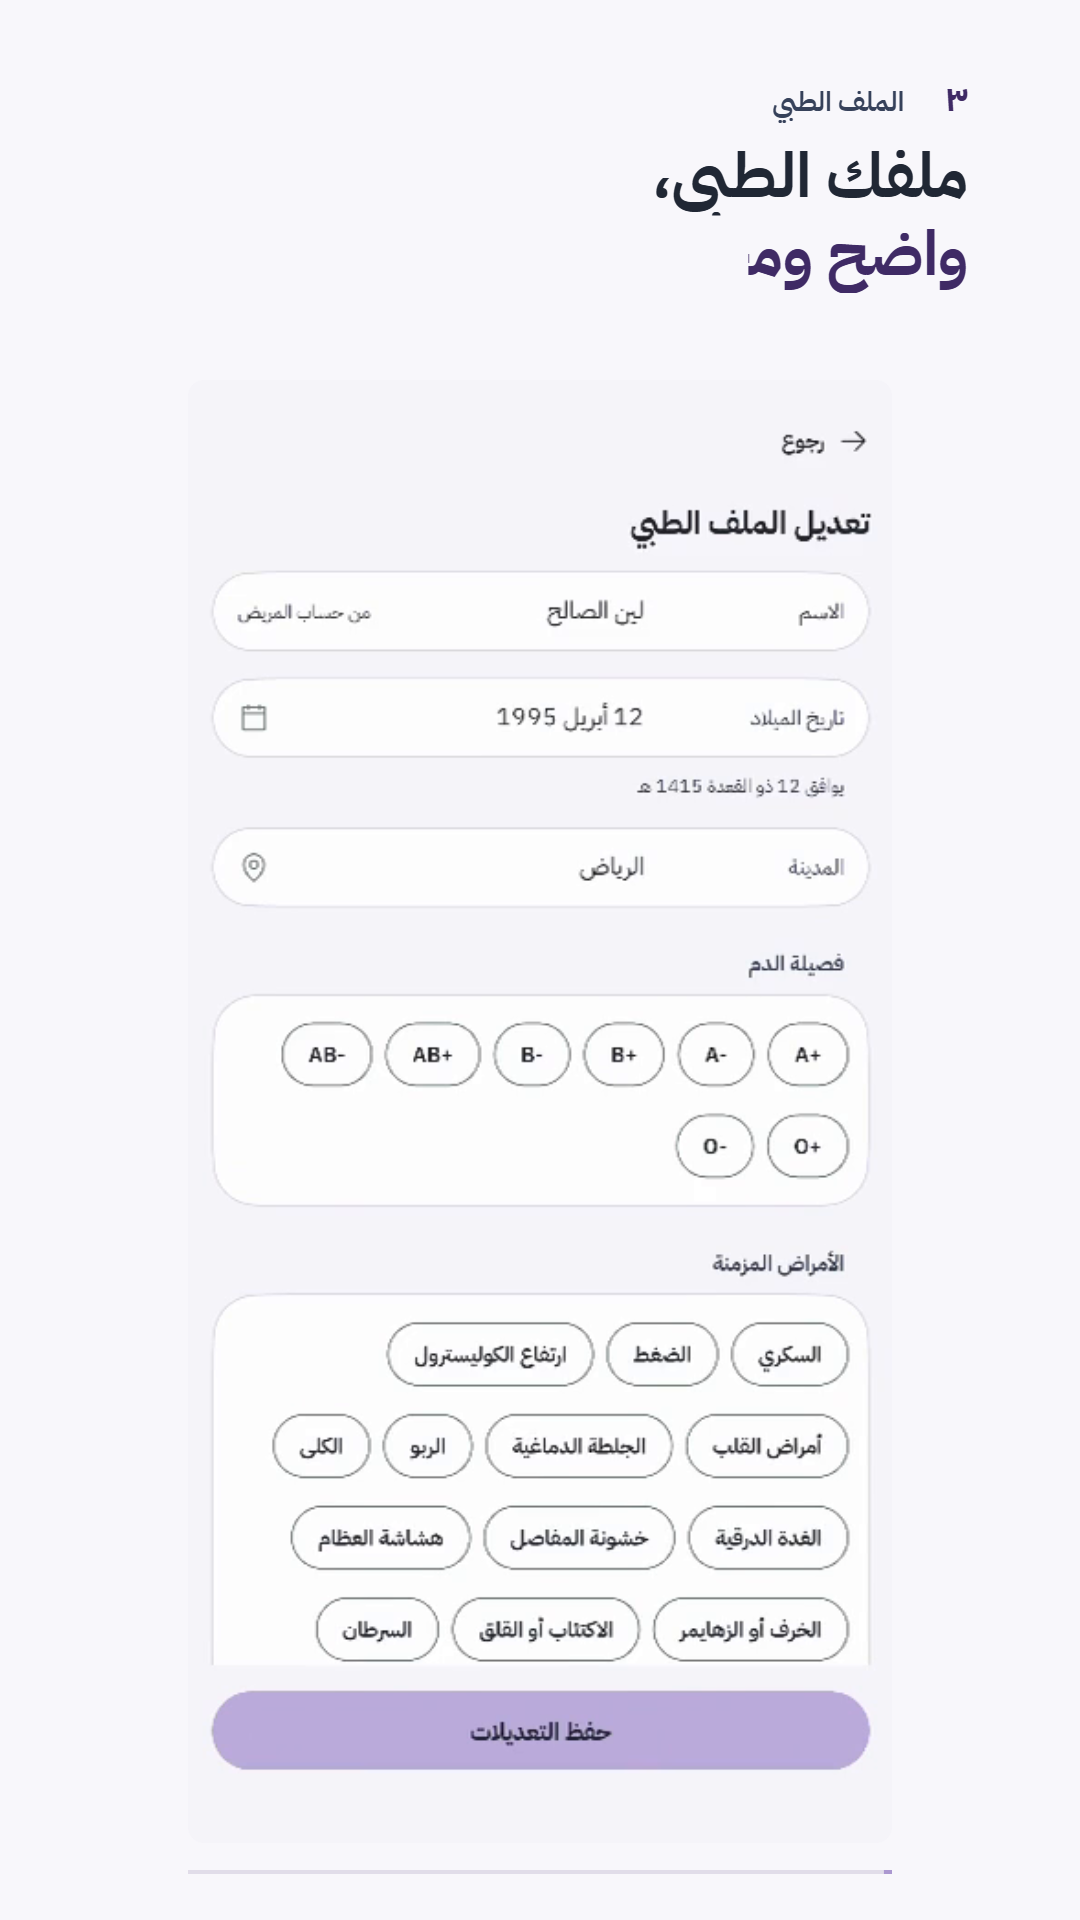 ٣ الملف الطبي
ملفك الطبي،
واضح
رجوع
تعديل الملف الطبي
الاسم لين الصالح من حساب المريض
تاريخ الميلاد 12 أبريل 1995
يوافق 12 ذو القعدة 1415 هـ
المدينة الرياض
فصيلة الدم
A+ A- B+ B- AB+ AB-
O+ O-
الأمراض المزمنة
السكري الضغط ارتفاع الكوليسترول
أمراض القلب الجلطة الدماغية الربو الكلى
الغدة الدرقية خشونة المفاصل هشاشة العظام
الخرف أو الزهايمر الاكتئاب أو القلق السرطان
حفظ التعديلات